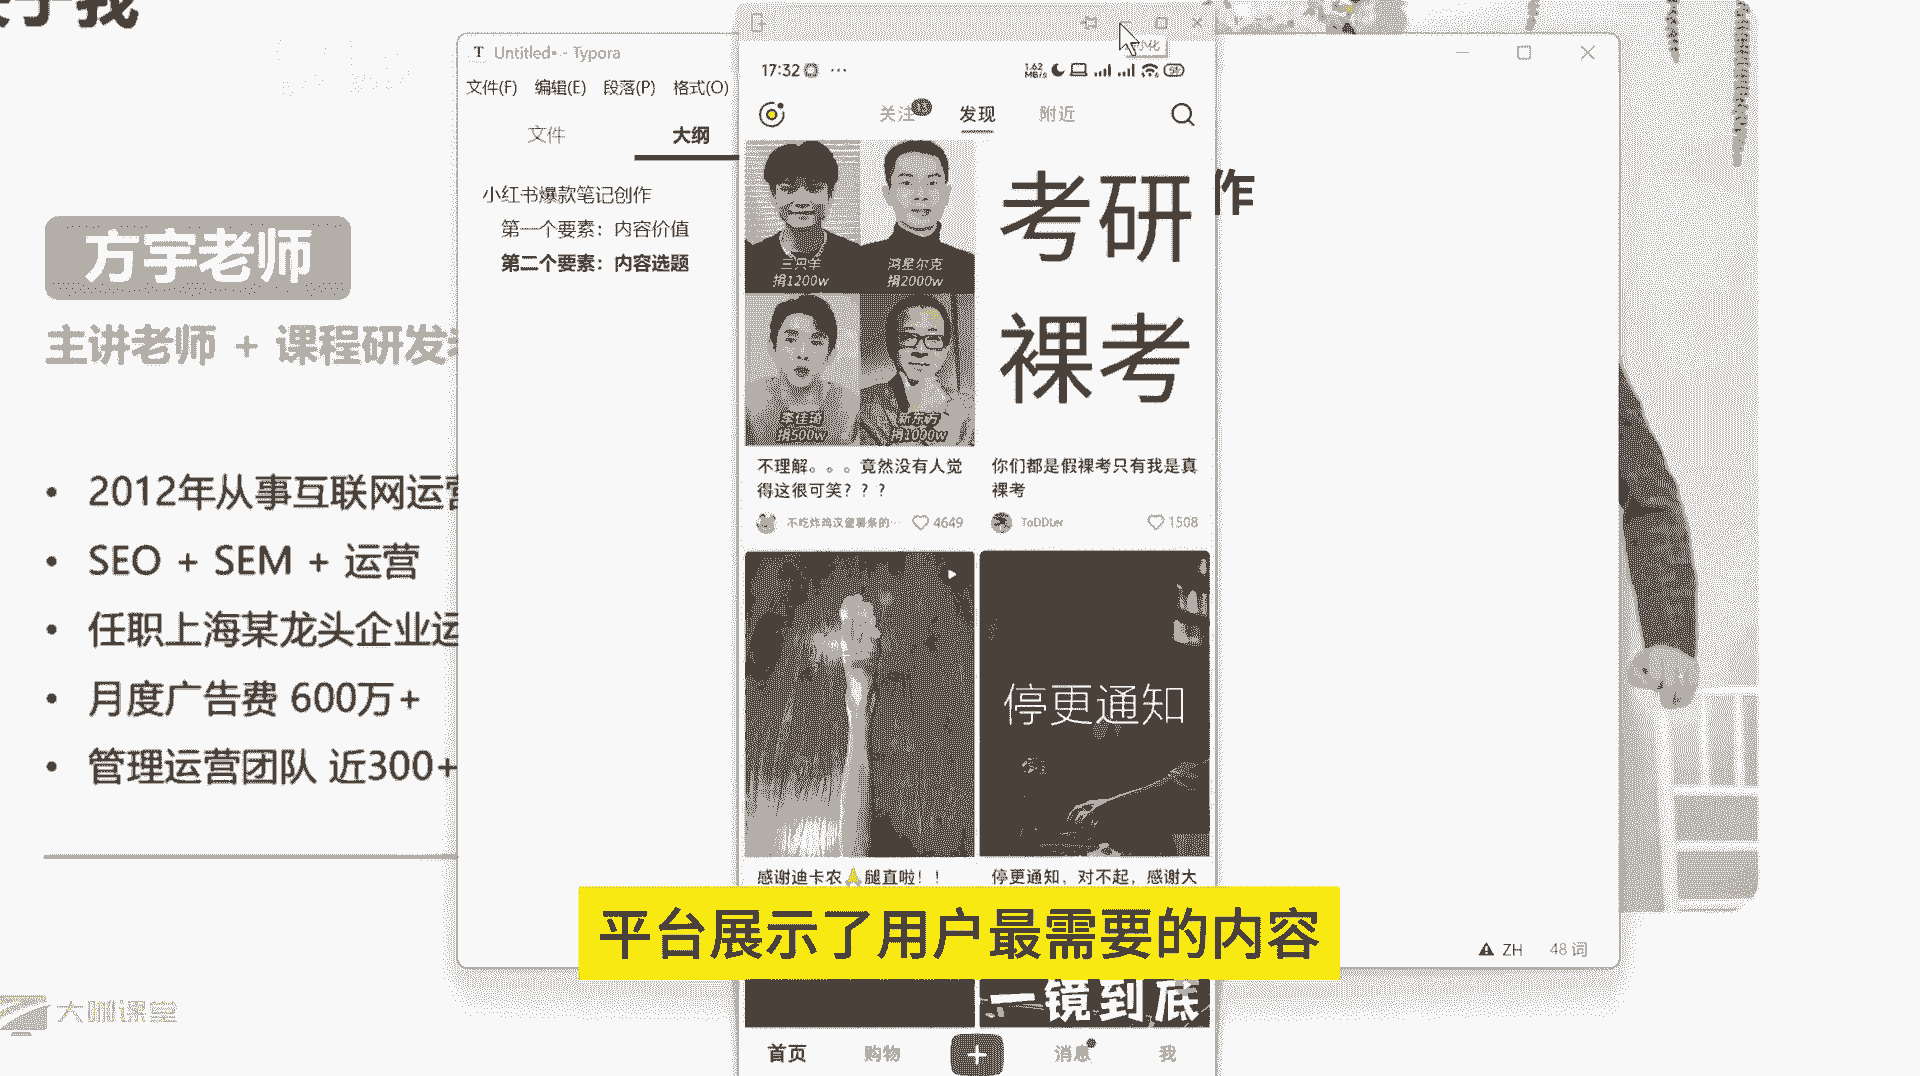 方宇老师
主讲老师 + 课程研发
• 2012年从事互联网运营
• SEO + SEM + 运营
• 任职上海某龙头企业运
• 月度广告费 600万+
• 管理运营团队 近300+
大咖课堂
T Untitled• - Typora
文件(F) 编辑(E) 段落(P) 格式(O)
文件 大纲
小红书爆款笔记创作
第一个要素：内容价值
第二个要素：内容选题
作
ZH 48 词
小化
17:32 ···
1.62 MB/s
关注 发现 附近
三只羊
捐1200w
鸿星尔克
捐2000w
李佳琦
捐500w
新东方
捐1000w
不理解。。。竟然没有人觉
得这很可笑？？？
不吃炸鸡汉堡薯条的… 4649
考研
裸考
你们都是假裸考只有我是真
裸考
ToDDLer 1508
感谢迪卡农🙏腿直啦！！
停更通知
停更通知，对不起，感谢大
平台展示了用户最需要的内容
一镜到底
首页 购物 + 消息 我